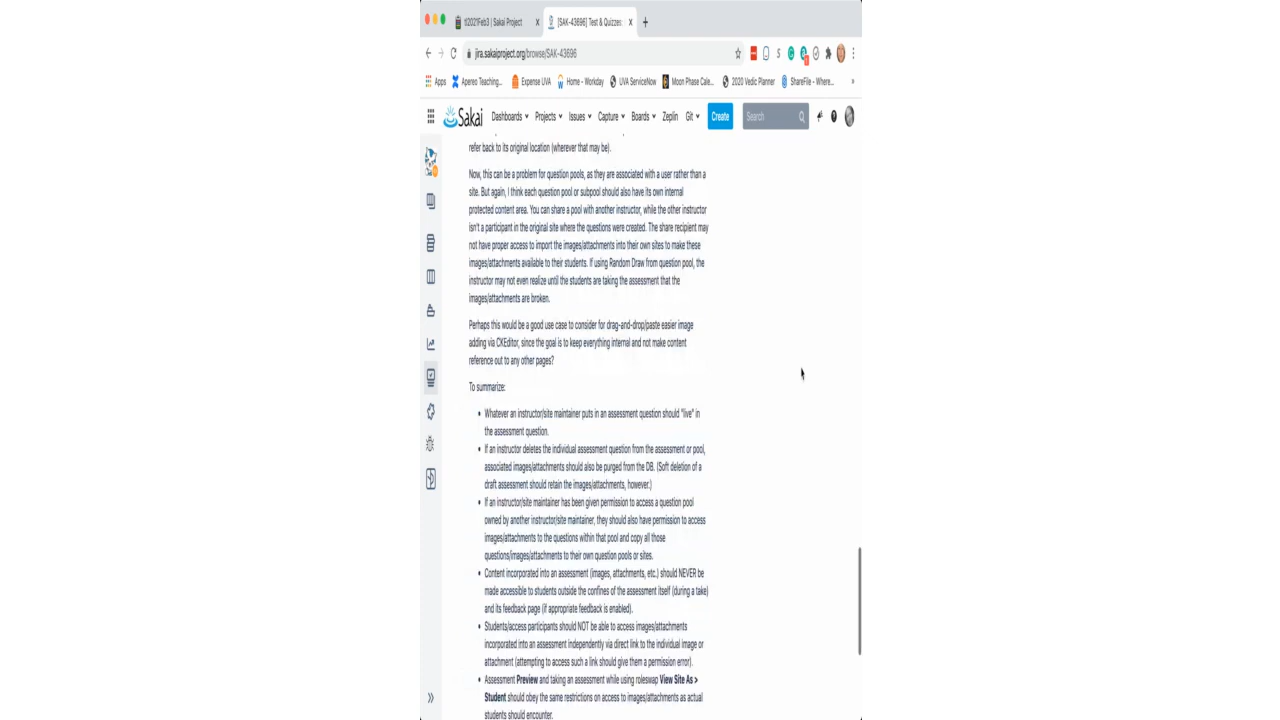 tl2021Feb3 | Sakai Project
[SAK-43696] Test & Quizzes
jira.sakaiproject.org/browse/SAK-43696
Apps
Apereo Teaching...
Expense UVA
Home - Workday
UVA ServiceNow
Moon Phase Cale...
2020 Vedic Planner
ShareFile - Where...
»
Sakai
Dashboards
Projects
Issues
Capture
Boards
Zeplin
Git
Create
Search
refer back to its original location (wherever that may be).
Now, this can be a problem for question pools, as they are associated with a user rather than a
site. But again, I think each question pool or subpool should also have its own internal
protected content area. You can share a pool with another instructor, while the other instructor
isn't a participant in the original site where the questions were created. The share recipient may
not have proper access to import the images/attachments into their own sites to make these
images/attachments available to their students. If using Random Draw from question pool, the
instructor may not even realize until the students are taking the assessment that the
images/attachments are broken.
Perhaps this would be a good use case to consider for drag-and-drop/paste easier image
adding via CKEditor, since the goal is to keep everything internal and not make content
reference out to any other pages?
To summarize:
• Whatever an instructor/site maintainer puts in an assessment question should "live" in
the assessment question.
• If an instructor deletes the individual assessment question from the assessment or pool,
associated images/attachments should also be purged from the DB. (Soft deletion of a
draft assessment should retain the images/attachments, however.)
• If an instructor/site maintainer has been given permission to access a question pool
owned by another instructor/site maintainer, they should also have permission to access
images/attachments to the questions within that pool and copy all those
questions/images/attachments to their own question pools or sites.
• Content incorporated into an assessment (images, attachments, etc.) should NEVER be
made accessible to students outside the confines of the assessment itself (during a take)
and its feedback page (if appropriate feedback is enabled).
• Students/access participants should NOT be able to access images/attachments
incorporated into an assessment independently via direct link to the individual image or
attachment (attempting to access such a link should give them a permission error).
• Assessment Preview and taking an assessment while using roleswap View Site As >
Student should obey the same restrictions on access to images/attachments as actual
students should encounter.